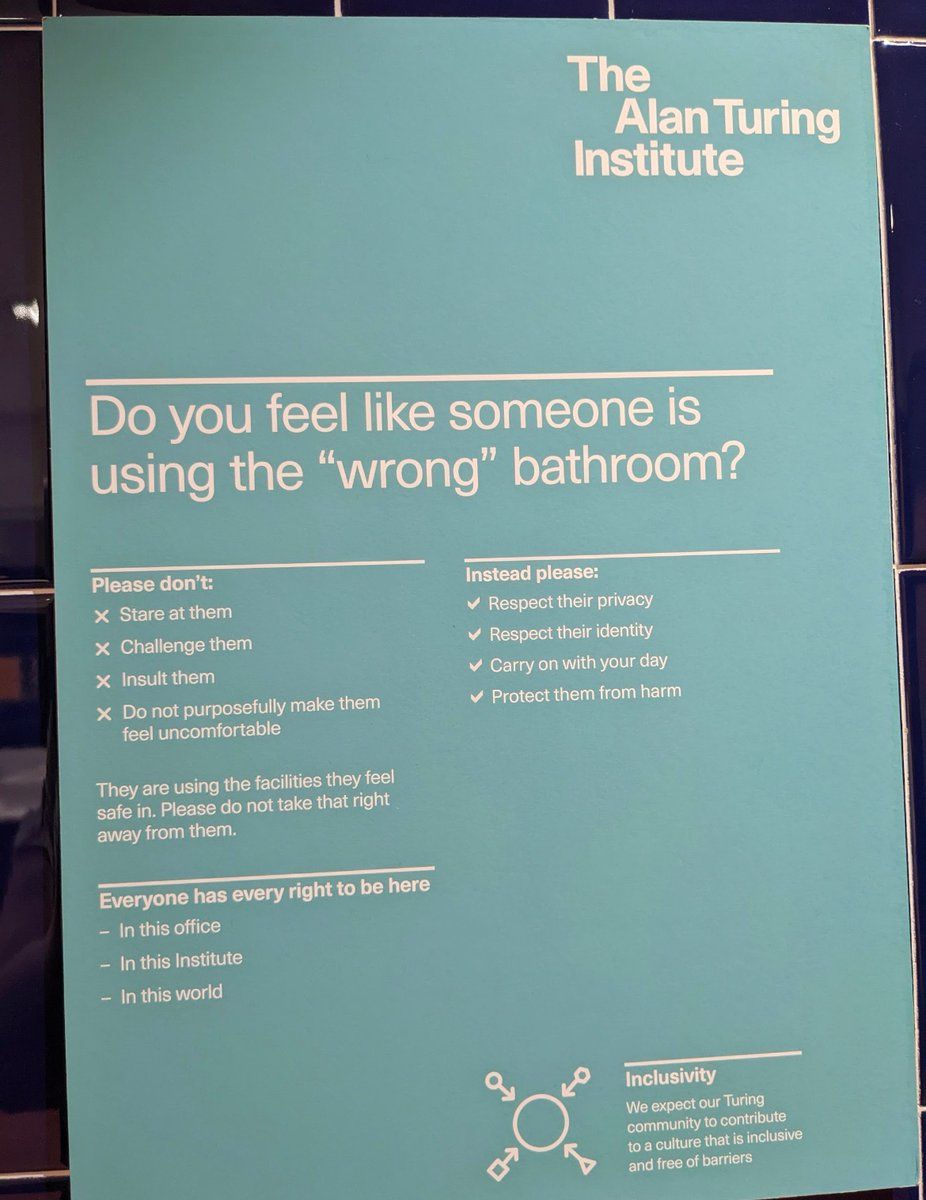 The
Alan Turing
Institute
Do you feel like someone is
using the “wrong” bathroom?
Please don’t:
✕ Stare at them
✕ Challenge them
✕ Insult them
✕ Do not purposefully make them
feel uncomfortable
They are using the facilities they feel
safe in. Please do not take that right
away from them.
Instead please:
✓ Respect their privacy
✓ Respect their identity
✓ Carry on with your day
✓ Protect them from harm
Everyone has every right to be here
– In this office
– In this Institute
– In this world
Inclusivity
We expect our Turing
community to contribute
to a culture that is inclusive
and free of barriers